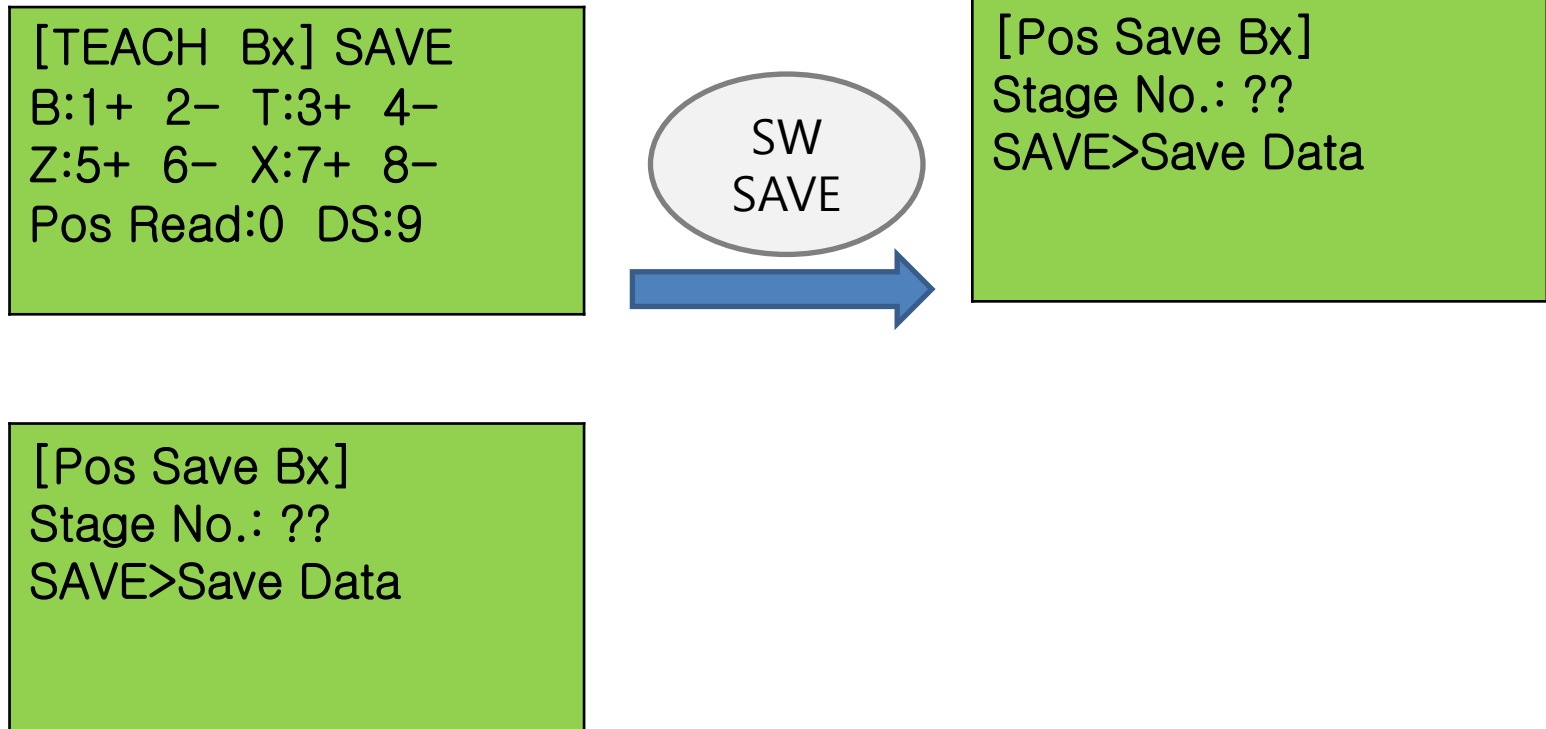 [TEACH  Bx] SAVE
B:1+  2-  T:3+  4-
Z:5+  6-  X:7+  8-
Pos Read:0  DS:9
SW
SAVE
[Pos Save Bx]
Stage No.: ??
SAVE>Save Data
[Pos Save Bx]
Stage No.: ??
SAVE>Save Data